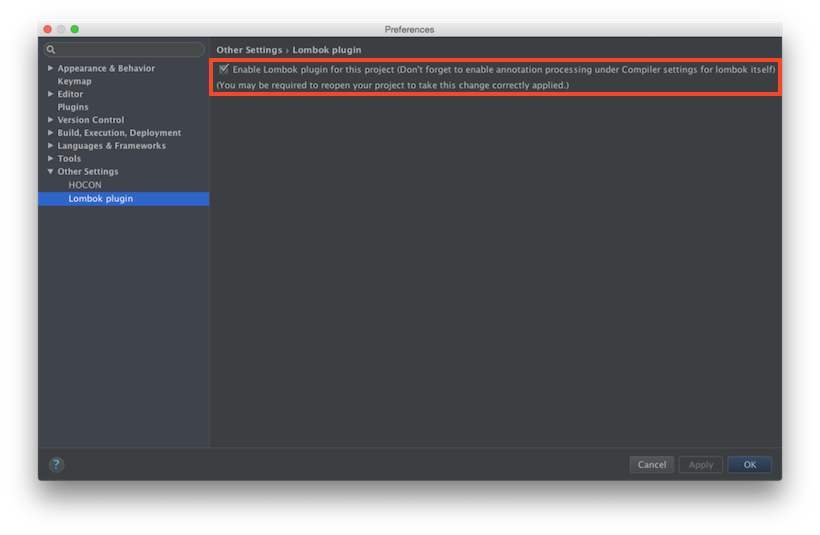 Preferences
Appearance & Behavior
Keymap
Editor
Plugins
Version Control
Build, Execution, Deployment
Languages & Frameworks
Tools
Other Settings
HOCON
Lombok plugin
Other Settings › Lombok plugin
Enable Lombok plugin for this project (Don't forget to enable annotation processing under Compiler settings for lombok itself)
(You may be required to reopen your project to take this change correctly applied.)
?
Cancel
Apply
OK